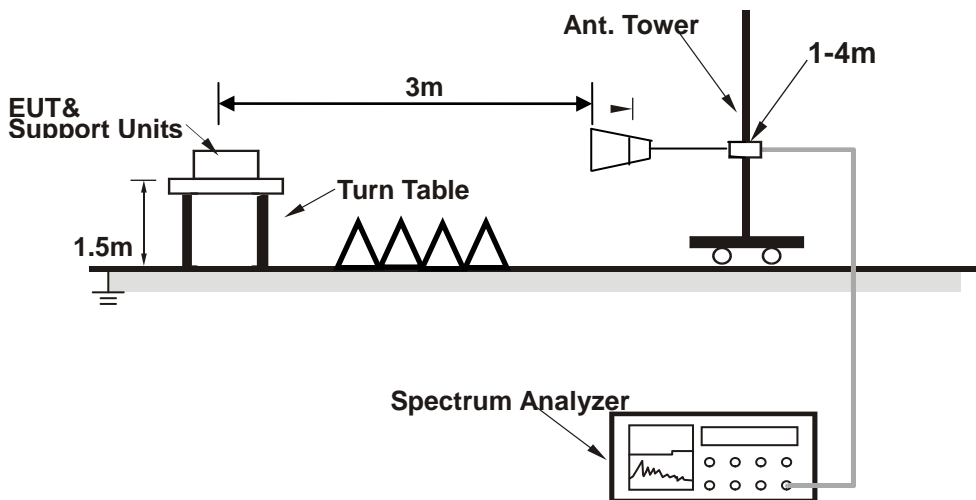 Ant. Tower
1-4m
3m
EUT&
Support Units
Turn Table
1.5m
Spectrum Analyzer